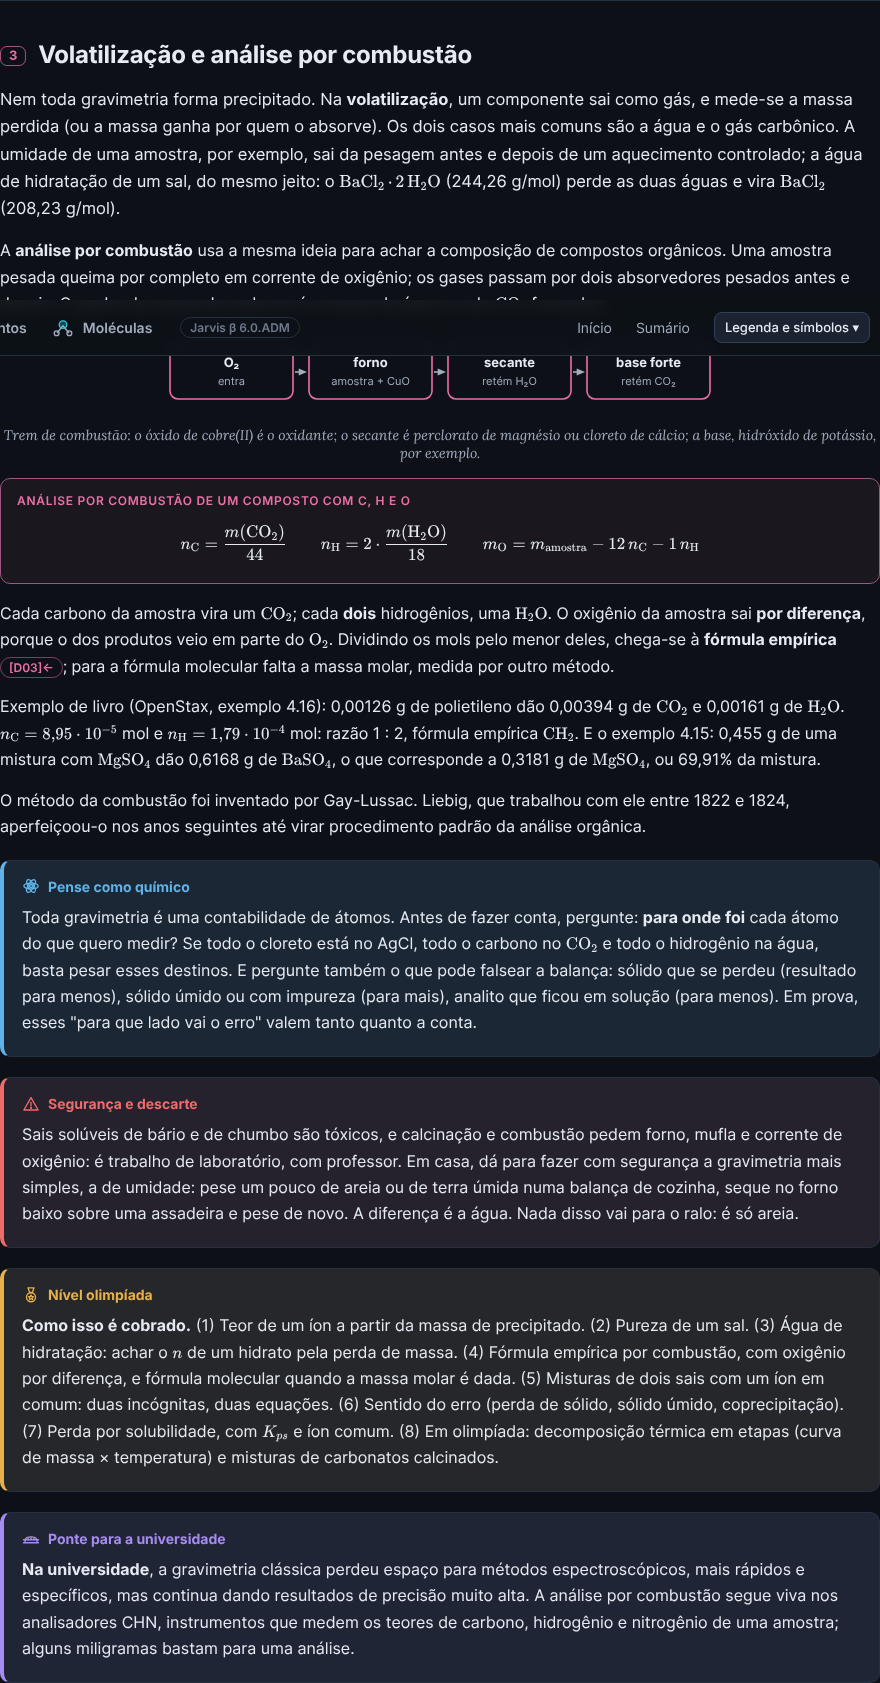 3 Volatilização e análise por combustão
Nem toda gravimetria forma precipitado. Na volatilização, um componente sai como gás, e mede-se a massa
perdida (ou a massa ganha por quem o absorve). Os dois casos mais comuns são a água e o gás carbônico. A
umidade de uma amostra, por exemplo, sai da pesagem antes e depois de um aquecimento controlado; a água
de hidratação de um sal, do mesmo jeito: o BaCl₂ · 2 H₂O (244,26 g/mol) perde as duas águas e vira BaCl₂
(208,23 g/mol).
A análise por combustão usa a mesma ideia para achar a composição de compostos orgânicos. Uma amostra
pesada queima por completo em corrente de oxigênio; os gases passam por dois absorvedores pesados antes e
ntos Moléculas Jarvis β 6.0.ADM Início Sumário Legenda e símbolos ▾
O₂ forno secante base forte
entra amostra + CuO retém H₂O retém CO₂
Trem de combustão: o óxido de cobre(II) é o oxidante; o secante é perclorato de magnésio ou cloreto de cálcio; a base, hidróxido de potássio,
por exemplo.
ANÁLISE POR COMBUSTÃO DE UM COMPOSTO COM C, H E O
n_C = m(CO₂)/44 n_H = 2 · m(H₂O)/18 m_O = m_amostra − 12 n_C − 1 n_H
Cada carbono da amostra vira um CO₂; cada dois hidrogênios, uma H₂O. O oxigênio da amostra sai por diferença,
porque o dos produtos veio em parte do O₂. Dividindo os mols pelo menor deles, chega-se à fórmula empírica
[D03]← ; para a fórmula molecular falta a massa molar, medida por outro método.
Exemplo de livro (OpenStax, exemplo 4.16): 0,00126 g de polietileno dão 0,00394 g de CO₂ e 0,00161 g de H₂O.
n_C = 8,95 · 10⁻⁵ mol e n_H = 1,79 · 10⁻⁴ mol: razão 1 : 2, fórmula empírica CH₂. E o exemplo 4.15: 0,455 g de uma
mistura com MgSO₄ dão 0,6168 g de BaSO₄, o que corresponde a 0,3181 g de MgSO₄, ou 69,91% da mistura.
O método da combustão foi inventado por Gay-Lussac. Liebig, que trabalhou com ele entre 1822 e 1824,
aperfeiçoou-o nos anos seguintes até virar procedimento padrão da análise orgânica.
Pense como químico
Toda gravimetria é uma contabilidade de átomos. Antes de fazer conta, pergunte: para onde foi cada átomo
do que quero medir? Se todo o cloreto está no AgCl, todo o carbono no CO₂ e todo o hidrogênio na água,
basta pesar esses destinos. E pergunte também o que pode falsear a balança: sólido que se perdeu (resultado
para menos), sólido úmido ou com impureza (para mais), analito que ficou em solução (para menos). Em prova,
esses "para que lado vai o erro" valem tanto quanto a conta.
Segurança e descarte
Sais solúveis de bário e de chumbo são tóxicos, e calcinação e combustão pedem forno, mufla e corrente de
oxigênio: é trabalho de laboratório, com professor. Em casa, dá para fazer com segurança a gravimetria mais
simples, a de umidade: pese um pouco de areia ou de terra úmida numa balança de cozinha, seque no forno
baixo sobre uma assadeira e pese de novo. A diferença é a água. Nada disso vai para o ralo: é só areia.
Nível olimpíada
Como isso é cobrado. (1) Teor de um íon a partir da massa de precipitado. (2) Pureza de um sal. (3) Água de
hidratação: achar o n de um hidrato pela perda de massa. (4) Fórmula empírica por combustão, com oxigênio
por diferença, e fórmula molecular quando a massa molar é dada. (5) Misturas de dois sais com um íon em
comum: duas incógnitas, duas equações. (6) Sentido do erro (perda de sólido, sólido úmido, coprecipitação).
(7) Perda por solubilidade, com K_ps e íon comum. (8) Em olimpíada: decomposição térmica em etapas (curva
de massa × temperatura) e misturas de carbonatos calcinados.
Ponte para a universidade
Na universidade, a gravimetria clássica perdeu espaço para métodos espectroscópicos, mais rápidos e
específicos, mas continua dando resultados de precisão muito alta. A análise por combustão segue viva nos
analisadores CHN, instrumentos que medem os teores de carbono, hidrogênio e nitrogênio de uma amostra;
alguns miligramas bastam para uma análise.